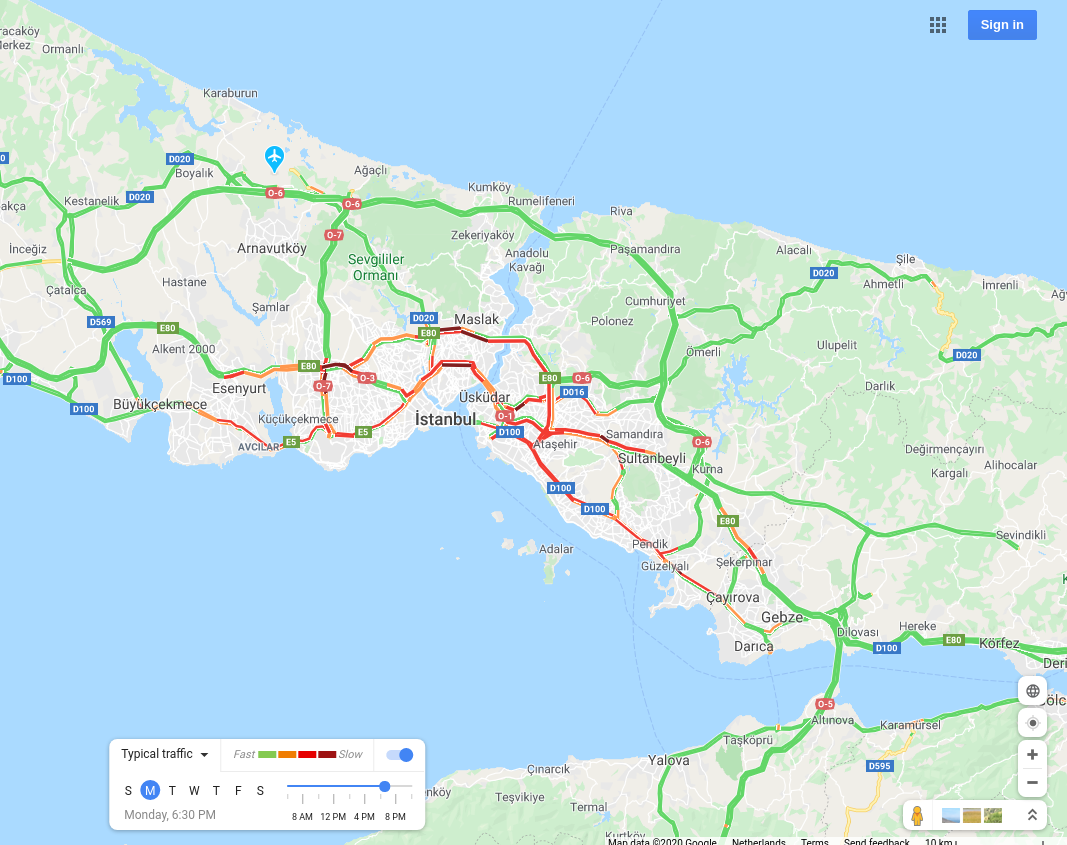 Sign in
Ormanlı
Karaburun
D020
Boyalık
Ağaçlı
Kestanelik
D020
O-6
O-6
Kumköy
Rumelifeneri
Riva
İnceğiz
Arnavutköy
O-7
Zekeriyaköy
Sevgililer
Ormanı
Anadolu
Kavağı
Paşamandıra
Alacalı
Şile
D020
Ahmetli
İmrenli
Çatalca
Hastane
Şamlar
Cumhuriyet
D569
E80
D020
Maslak
E80
Polonez
Alkent 2000
Ömerli
Ulupelit
D020
D100
E80
O-3
O-7
E80
O-6
D016
Darlık
Esenyurt
Büyükçekmece
D100
Küçükçekmece
Üsküdar
İstanbul
O-1
D100
AVCILAR
E5
E5
Ataşehir
Samandıra
O-6
Sultanbeyli
Kurna
Değirmençayırı
Kargalı
Alihocalar
D100
D100
E80
Sevindikli
Adalar
Pendik
Güzelyalı
Şekerpınar
Çayırova
Gebze
Darıca
Dilovası
Hereke
D100
E80
Körfez
O-5
Altınova
Karamürsel
Taşköprü
Yalova
D595
Çınarcık
Teşvikiye
Termal
Typical traffic
Fast
Slow
S M T W T F S
Monday, 6:30 PM
8 AM 12 PM 4 PM 8 PM
Map data ©2020 Google Netherlands Terms Send feedback 10 km